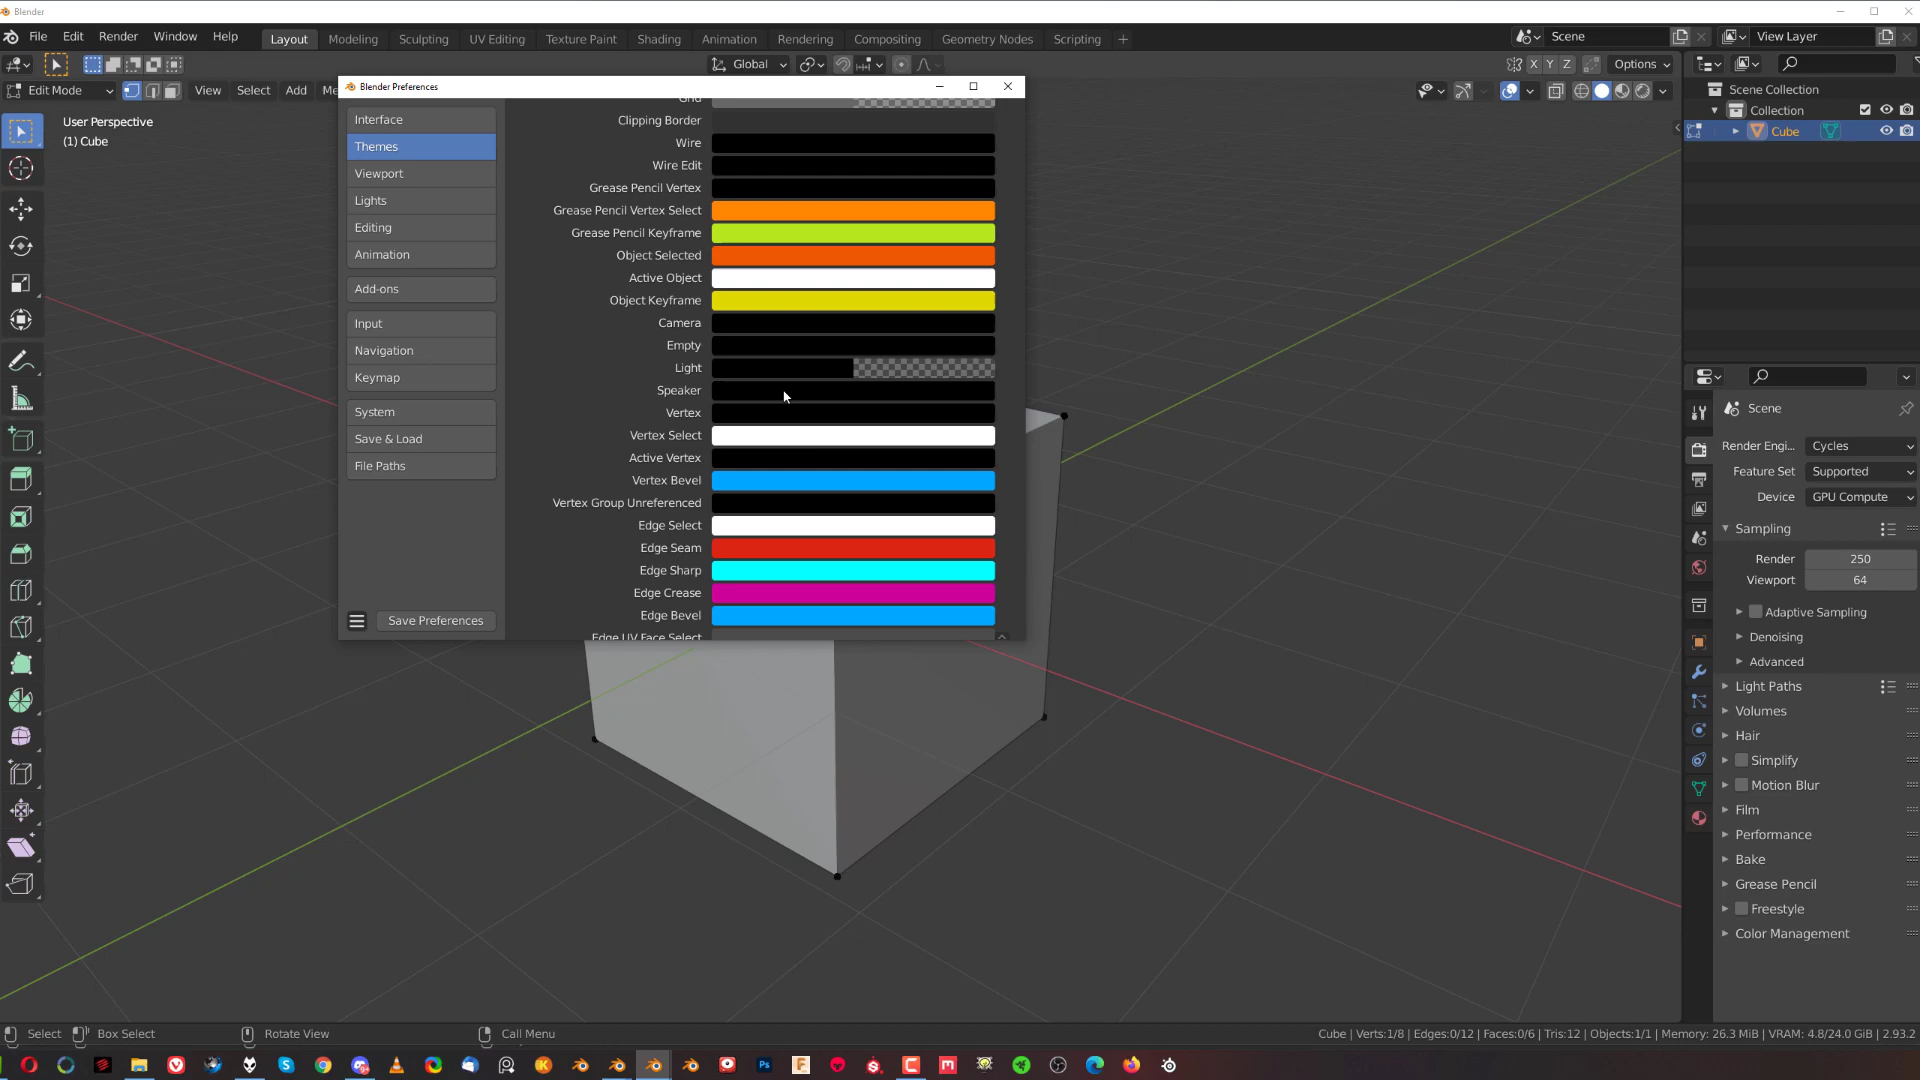 Blender
File Edit Render Window Help
Layout Modeling Sculpting UV Editing Texture Paint Shading Animation Rendering Compositing Geometry Nodes Scripting +
Scene
View Layer
Global
X Y Z
Options
Edit Mode
View Select Add Me
User Perspective
(1) Cube
Blender Preferences
Interface
Themes
Viewport
Lights
Editing
Animation
Add-ons
Input
Navigation
Keymap
System
Save & Load
File Paths
Save Preferences
Grid
Clipping Border
Wire
Wire Edit
Grease Pencil Vertex
Grease Pencil Vertex Select
Grease Pencil Keyframe
Object Selected
Active Object
Object Keyframe
Camera
Empty
Light
Speaker
Vertex
Vertex Select
Active Vertex
Vertex Bevel
Vertex Group Unreferenced
Edge Select
Edge Seam
Edge Sharp
Edge Crease
Edge Bevel
Edge UV Face Select
Scene Collection
Collection
Cube
Scene
Render Engi... Cycles
Feature Set Supported
Device GPU Compute
Sampling
Render 250
Viewport 64
Adaptive Sampling
Denoising
Advanced
Light Paths
Volumes
Hair
Simplify
Motion Blur
Film
Performance
Bake
Grease Pencil
Freestyle
Color Management
Select Box Select Rotate View Call Menu
Cube | Verts:1/8 | Edges:0/12 | Faces:0/6 | Tris:12 | Objects:1/1 | Memory: 26.3 MiB | VRAM: 4.8/24.0 GiB | 2.93.2